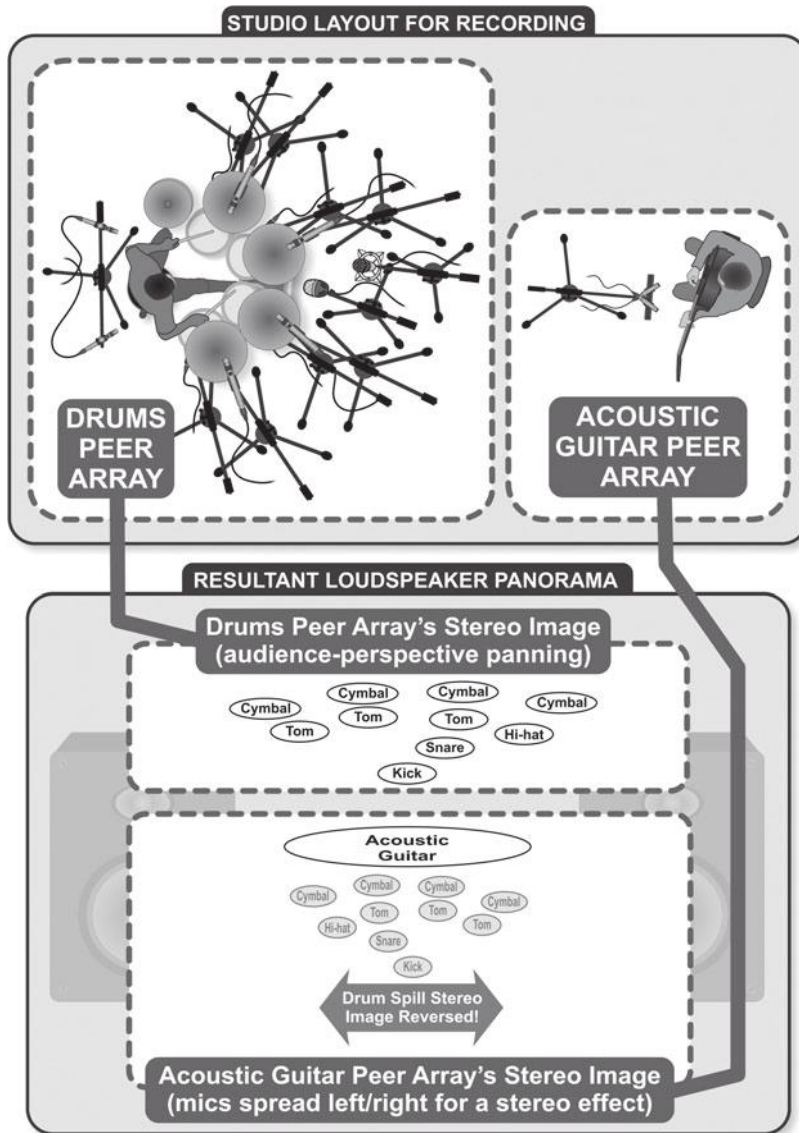 STUDIO LAYOUT FOR RECORDING
DRUMS
PEER
ARRAY
ACOUSTIC
GUITAR PEER
ARRAY
RESULTANT LOUDSPEAKER PANORAMA
Drums Peer Array's Stereo Image
(audience-perspective panning)
Cymbal
Cymbal
Cymbal
Cymbal
Tom
Tom
Tom
Hi-hat
Snare
Kick
Acoustic
Guitar
Cymbal
Cymbal
Cymbal
Cymbal
Hi-hat
Tom
Tom
Tom
Snare
Kick
Drum Spill Stereo
Image Reversed!
Acoustic Guitar Peer Array's Stereo Image
(mics spread left/right for a stereo effect)